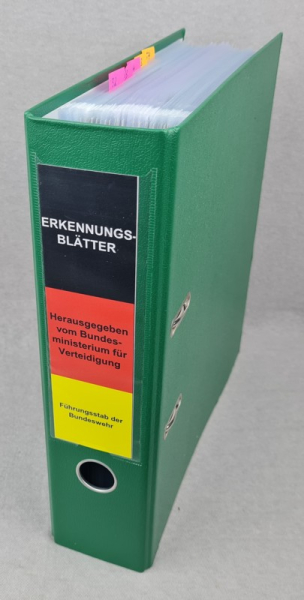 ERKENNUNGS-
BLÄTTER
Herausgegeben
vom Bundes-
ministerium für
Verteidigung
Führungsstab der
Bundeswehr